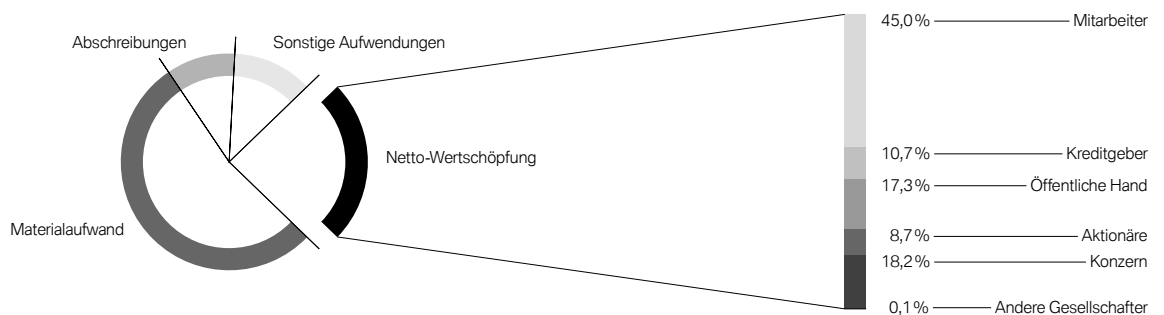 Abschreibungen
Sonstige Aufwendungen
Netto-Wertschöpfung
Materialaufwand
45,0 % Mitarbeiter
10,7 % Kreditgeber
17,3 % Öffentliche Hand
8,7 % Aktionäre
18,2 % Konzern
0,1 % Andere Gesellschafter